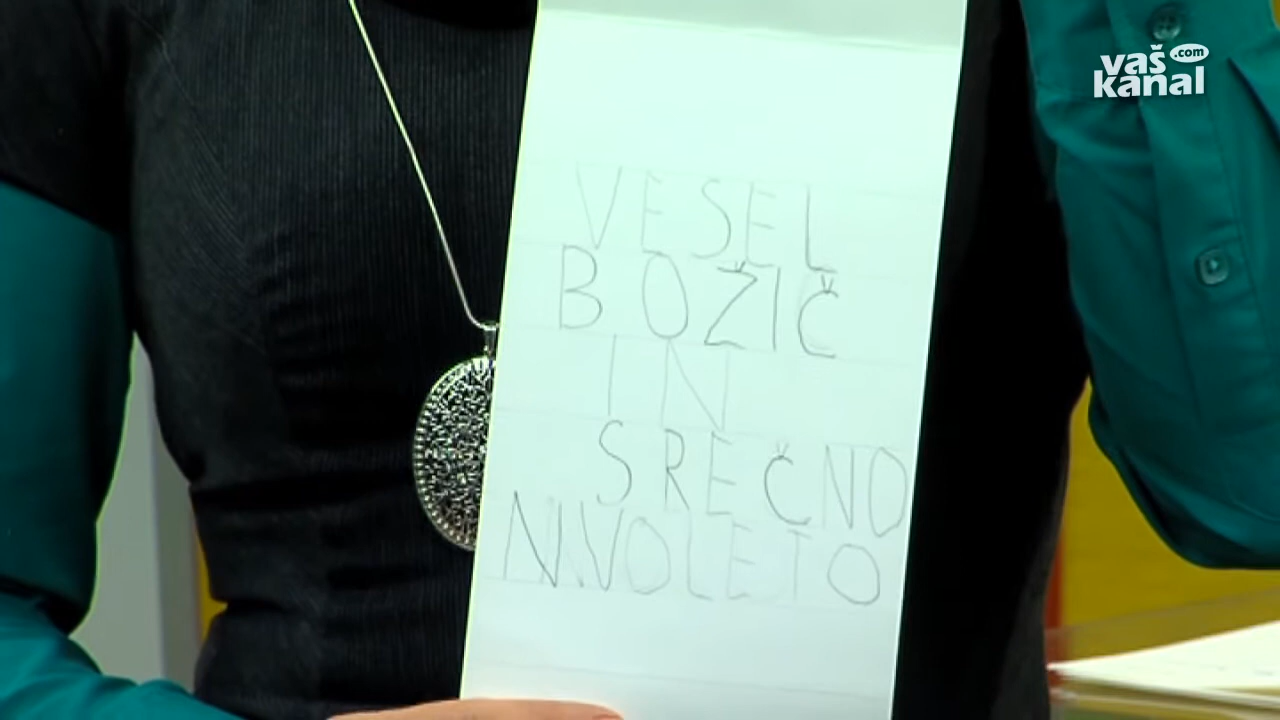 vaš
.com
kanal
VESEL
BOŽIČ
IN
SREČNO
NVOLETO